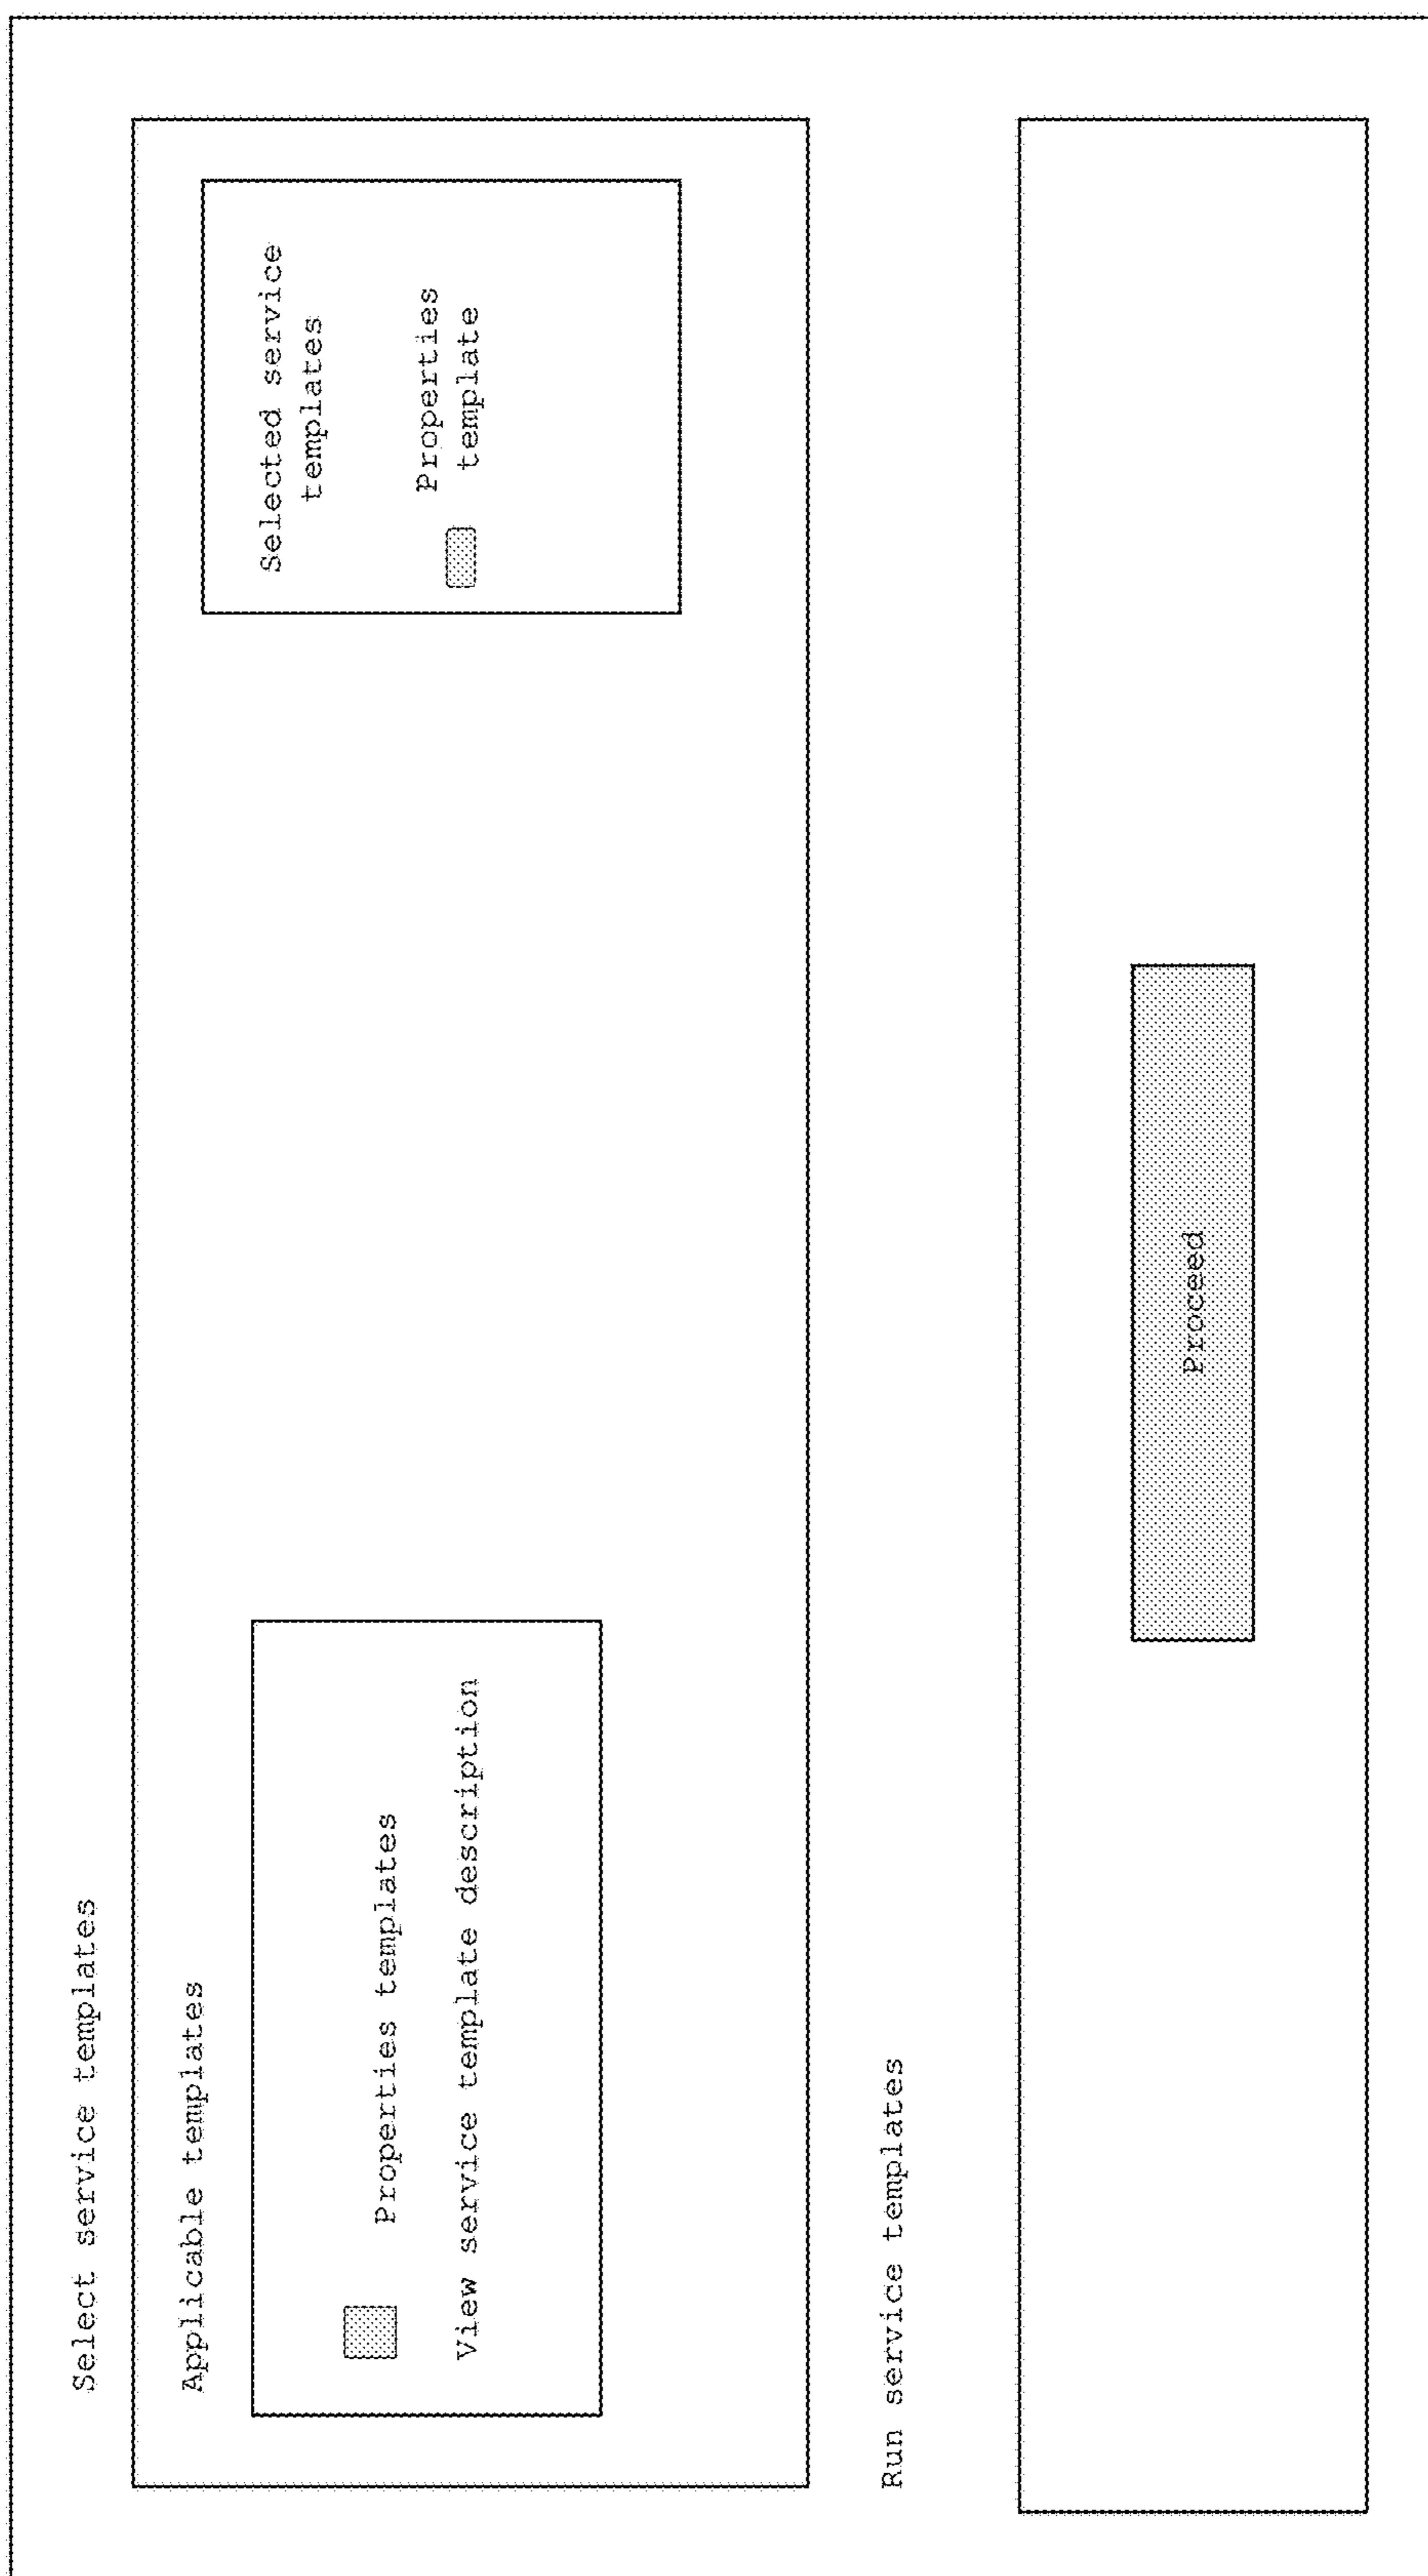 Select service templates
Applicable templates
Properties templates
View service template description
Selected service
templates
Properties
template
Run service templates
Proceed